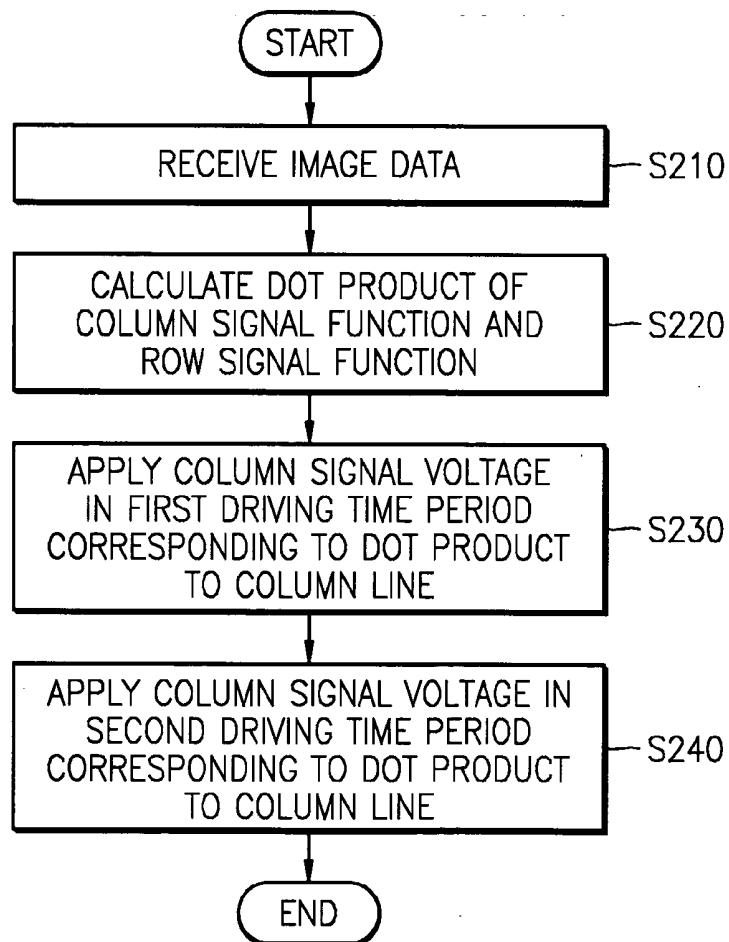 START
RECEIVE IMAGE DATA
S210
CALCULATE DOT PRODUCT OF
COLUMN SIGNAL FUNCTION AND
ROW SIGNAL FUNCTION
S220
APPLY COLUMN SIGNAL VOLTAGE
IN FIRST DRIVING TIME PERIOD
CORRESPONDING TO DOT PRODUCT
TO COLUMN LINE
S230
APPLY COLUMN SIGNAL VOLTAGE IN
SECOND DRIVING TIME PERIOD
CORRESPONDING TO DOT PRODUCT
TO COLUMN LINE
S240
END